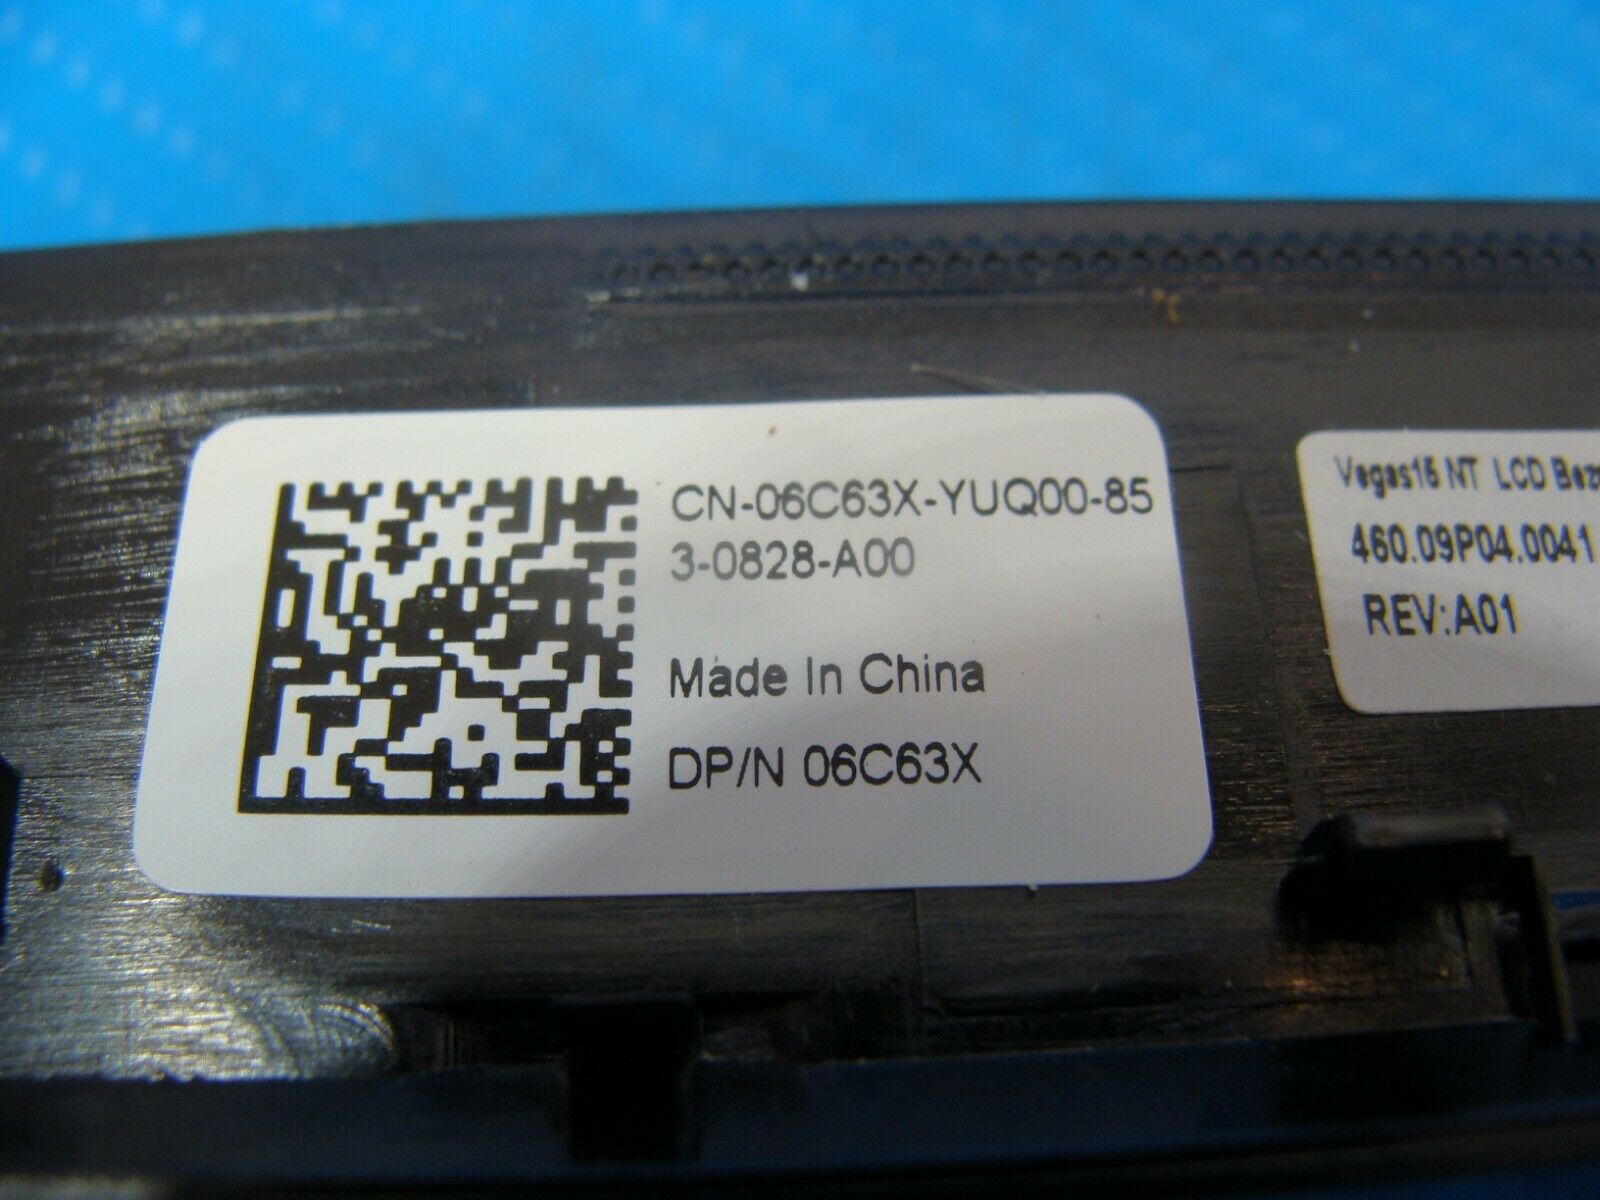 CN-06C63X-YUQ00-85
3-0828-A00
Made In China
DP/N 06C63X
Vegas15 NT LCD
460.09P04.0041
REV:A01